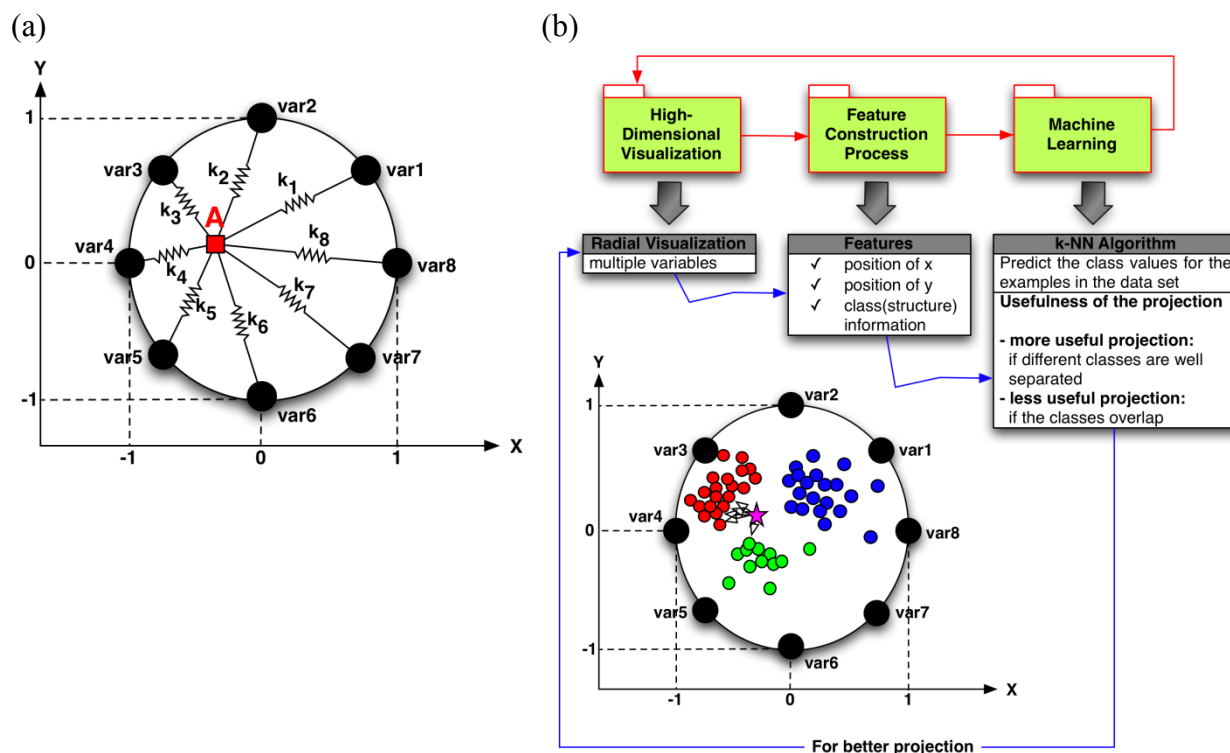 (a)
Y
1
0
-1
-1
0
1
X
var2
var1
var3
var4
var8
var5
var7
var6
A
k1
k2
k3
k4
k5
k6
k7
k8
(b)
High-
Dimensional
Visualization
Feature
Construction
Process
Machine
Learning
Radial Visualization
multiple variables
Features
✓ position of x
✓ position of y
✓ class(structure)
information
k-NN Algorithm
Predict the class values for the
examples in the data set
Usefulness of the projection
- more useful projection:
if different classes are well
separated
- less useful projection:
if the classes overlap
Y
1
0
-1
-1
0
1
X
var2
var3
var1
var4
var8
var5
var7
var6
For better projection